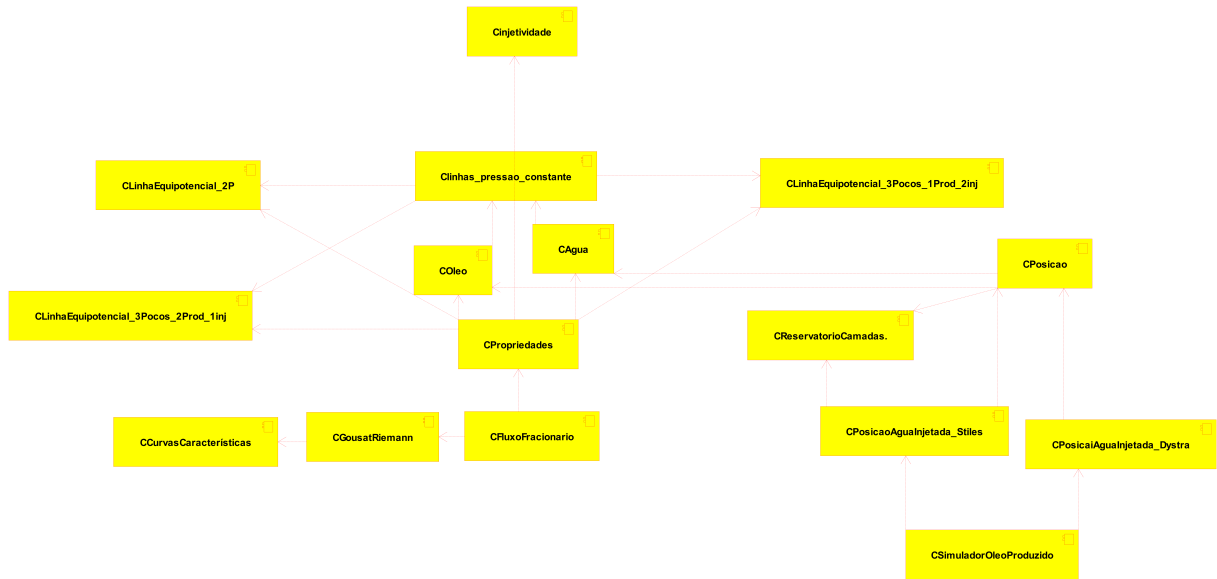 Cinjetividade
Clinhas_pressao_constante
CLinhaEquipotencial_2P
CLinhaEquipotencial_3Pocos_1Prod_2inj
CAgua
COleo
CPosicao
CLinhaEquipotencial_3Pocos_2Prod_1inj
CReservatorioCamadas.
CPropriedades
CPosicaoAguaInjetada_Stiles
CFluxoFracionario
CGousatRiemann
CCurvasCaracteristicas
CPosicaiAguaInjetada_Dystra
CSimuladorOleoProduzido